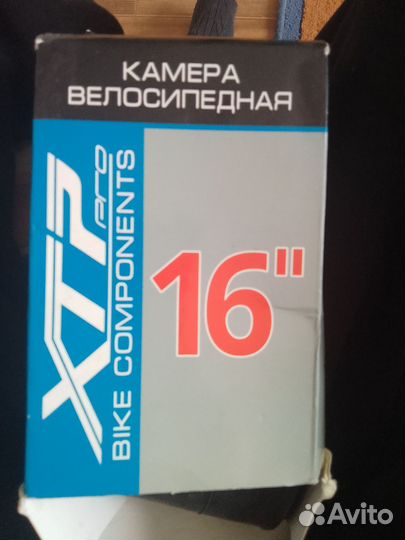 КАМЕРА
ВЕЛОСИПЕДНАЯ
XTP pro
BIKE COMPONENTS
16"
Avito